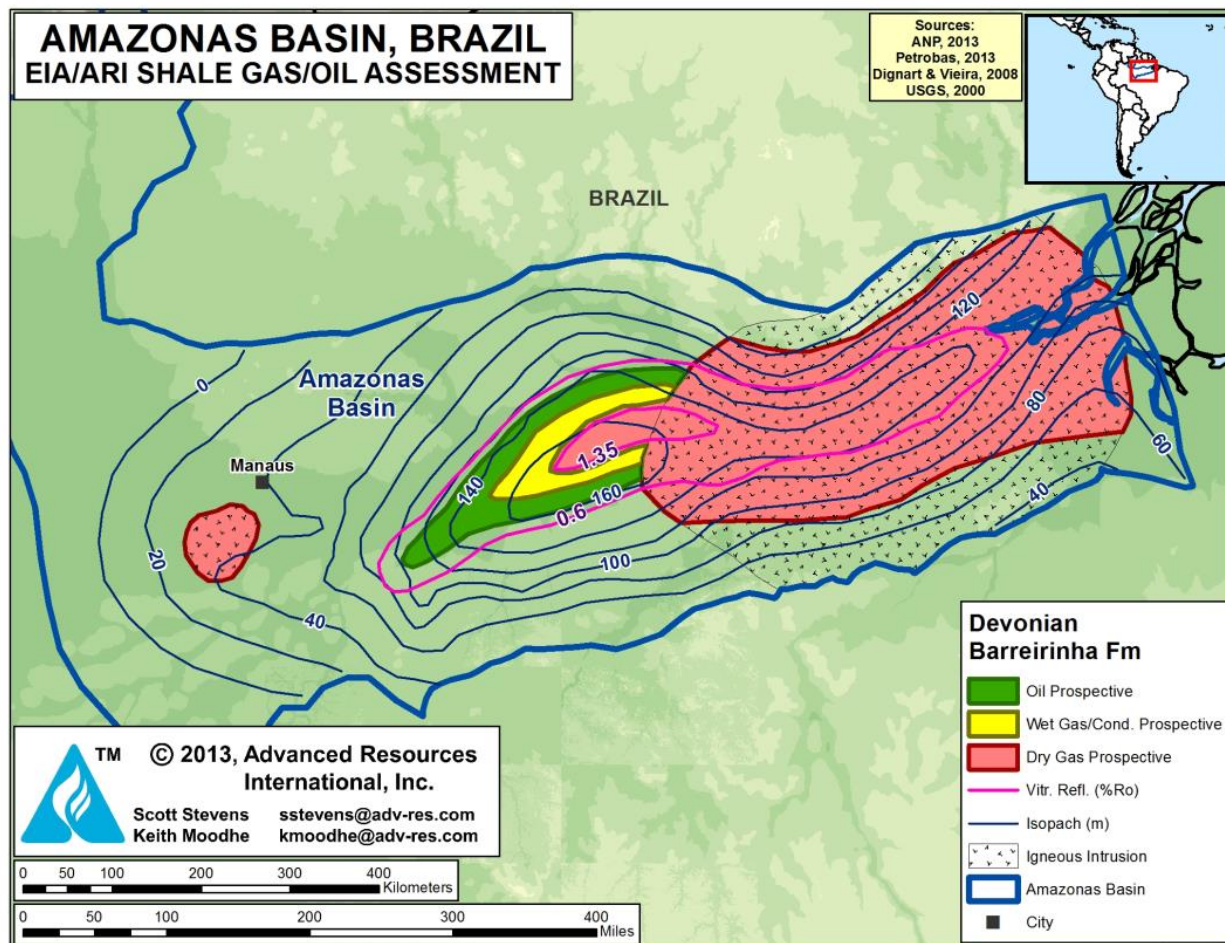 AMAZONAS BASIN, BRAZIL
EIA/ARI SHALE GAS/OIL ASSESSMENT
Sources:
ANP, 2013
Petrobas, 2013
Dignart & Vieira, 2008
USGS, 2000
BRAZIL
Amazonas
Basin
Manaus
0
20
40
140
1.35
160
0.6
100
120
80
60
40
Devonian
Barreirinha Fm
Oil Prospective
Wet Gas/Cond. Prospective
Dry Gas Prospective
Vitr. Refl. (%Ro)
Isopach (m)
Igneous Intrusion
Amazonas Basin
City
TM
© 2013, Advanced Resources
International, Inc.
Scott Stevens sstevens@adv-res.com
Keith Moodhe kmoodhe@adv-res.com
0 50 100 200 300 400
Kilometers
0 50 100 200 300 400
Miles